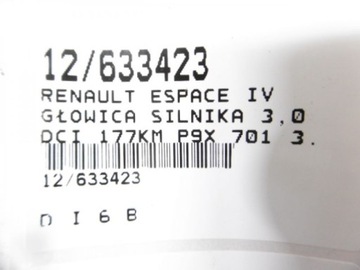 12/633423
RENAULT ESPACE IV
GŁOWICA SILNIKA 3,0
DCI 177KM P9X 701 3.
12/633423
D I 6 B